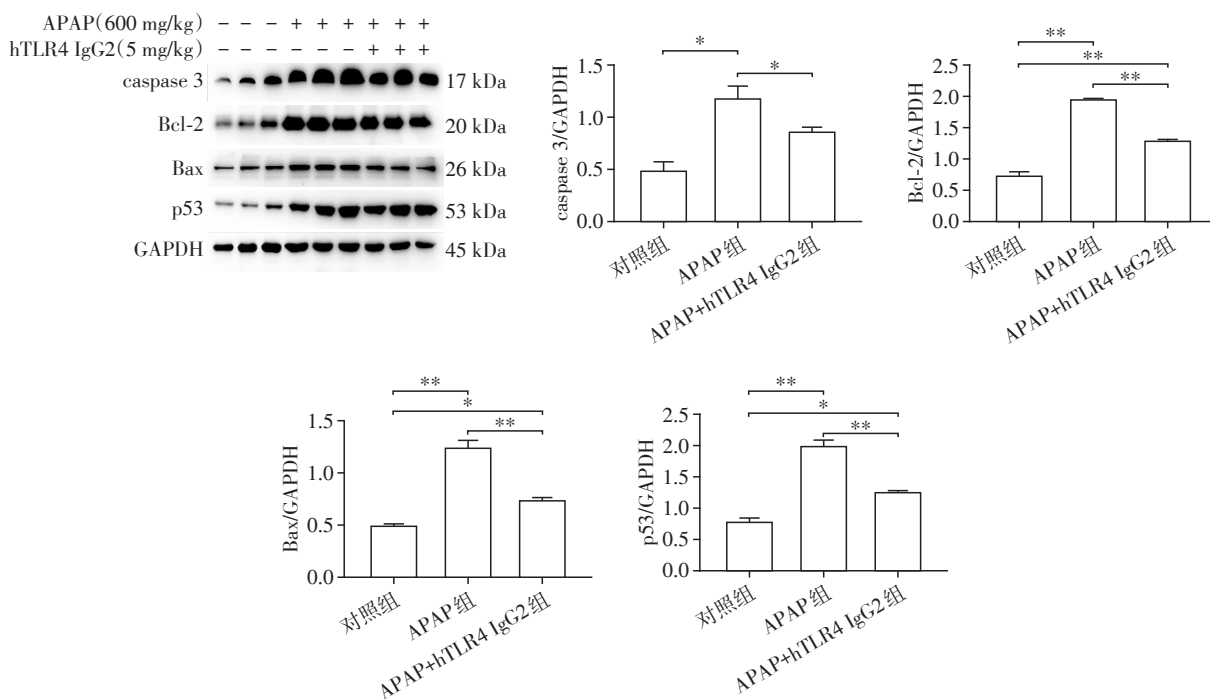 APAP(600 mg/kg) － － － + + + + + +
hTLR4 IgG2(5 mg/kg) － － － － － － + + +
caspase 3 17 kDa
Bcl-2 20 kDa
Bax 26 kDa
p53 53 kDa
GAPDH 45 kDa
*
*
1.5
1.0
0.5
0.0
caspase 3/GAPDH
对照组
APAP组
APAP+hTLR4 IgG2组
**
**
**
2.5
2.0
1.5
1.0
0.5
0.0
Bcl-2/GAPDH
对照组
APAP组
APAP+hTLR4 IgG2组
**
*
**
1.5
1.0
0.5
0.0
Bax/GAPDH
对照组
APAP组
APAP+hTLR4 IgG2组
**
*
**
2.5
2.0
1.5
1.0
0.5
0.0
p53/GAPDH
对照组
APAP组
APAP+hTLR4 IgG2组